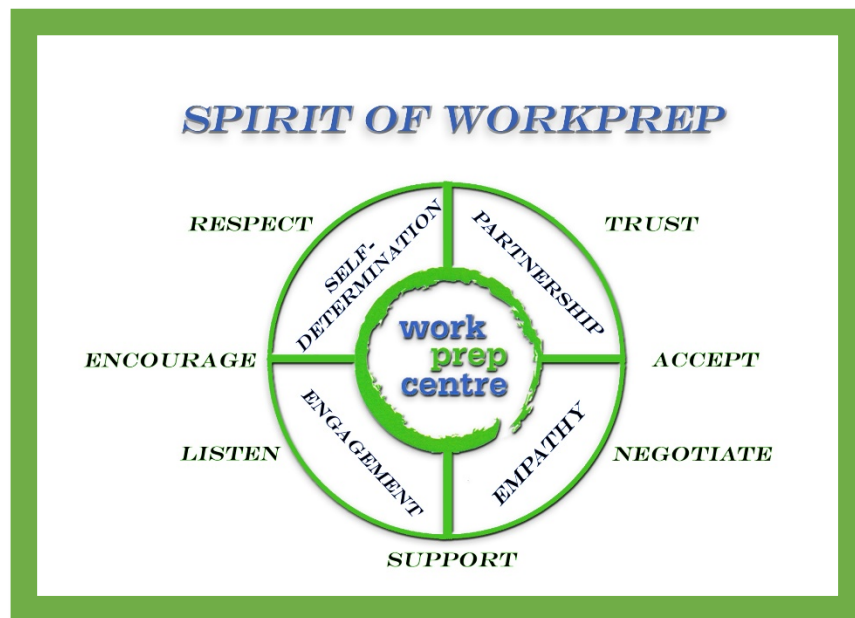 SPIRIT OF WORKPREP
RESPECT
SELF-
DETERMINATION
PARTNERSHIP
TRUST
ENCOURAGE
work
prep
centre
ACCEPT
LISTEN
ENGAGEMENT
EMPATHY
NEGOTIATE
SUPPORT